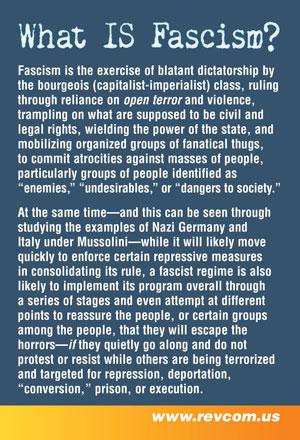 What IS Fascism?
Fascism is the exercise of blatant dictatorship by
the bourgeois (capitalist-imperialist) class, ruling
through reliance on open terror and violence,
trampling on what are supposed to be civil and
legal rights, wielding the power of the state, and
mobilizing organized groups of fanatical thugs,
to commit atrocities against masses of people,
particularly groups of people identified as
“enemies,” “undesirables,” or “dangers to society.”
At the same time—and this can be seen through
studying the examples of Nazi Germany and
Italy under Mussolini—while it will likely move
quickly to enforce certain repressive measures
in consolidating its rule, a fascist regime is also
likely to implement its program overall through
a series of stages and even attempt at different
points to reassure the people, or certain groups
among the people, that they will escape the
horrors—if they quietly go along and do not
protest or resist while others are being terrorized
and targeted for repression, deportation,
“conversion,” prison, or execution.
www.revcom.us